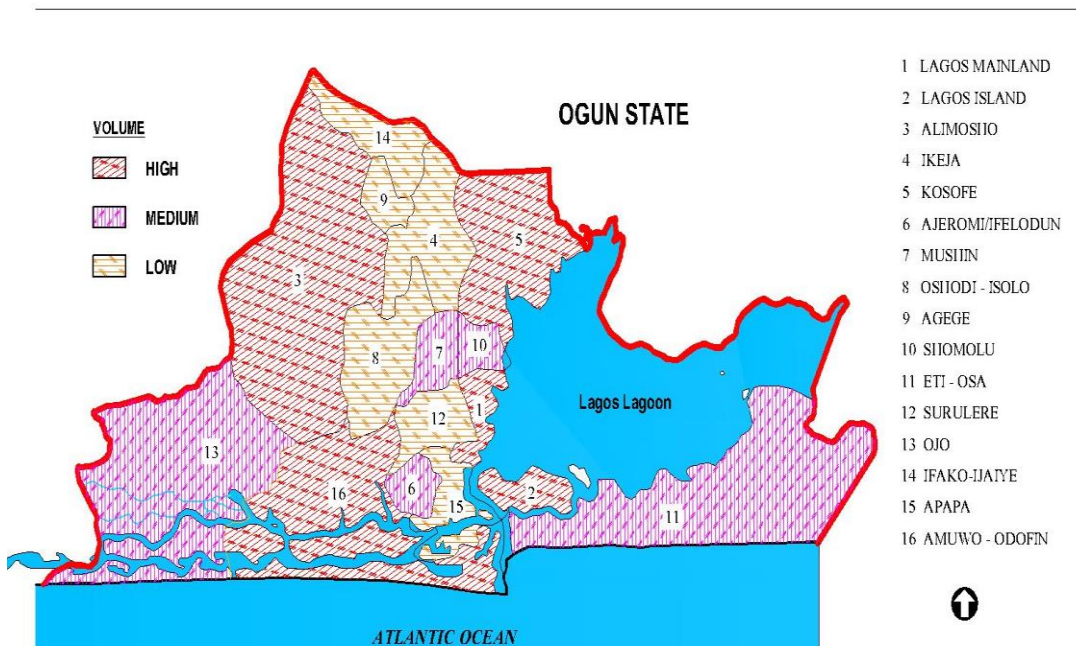 OGUN STATE
VOLUME
HIGH
MEDIUM
LOW
14
9
4
5
3
7
10
8
1
12
13
6
16
15
2
11
Lagos Lagoon
ATLANTIC OCEAN
1 LAGOS MAINLAND
2 LAGOS ISLAND
3 ALIMOSHO
4 IKEJA
5 KOSOFE
6 AJEROMI/IFELODUN
7 MUSHIN
8 OSHODI - ISOLO
9 AGEGE
10 SHOMOLU
11 ETI - OSA
12 SURULERE
13 OJO
14 IFAKO-IJAIYE
15 APAPA
16 AMUWO - ODOFIN